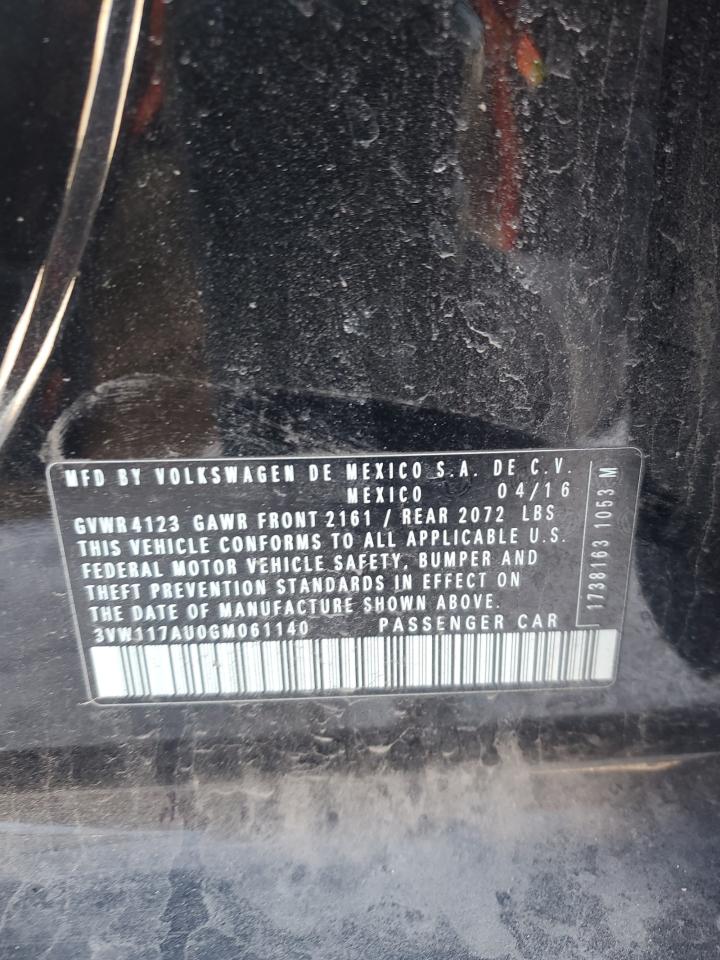 MFD BY VOLKSWAGEN DE MEXICO S.A. DE C.V.
MEXICO 04/16
GVWR 4123 GAWR FRONT 2161 / REAR 2072 LBS
THIS VEHICLE CONFORMS TO ALL APPLICABLE U.S.
FEDERAL MOTOR VEHICLE SAFETY, BUMPER AND
THEFT PREVENTION STANDARDS IN EFFECT ON
THE DATE OF MANUFACTURE SHOWN ABOVE.
3VW117AU0GM061140 PASSENGER CAR
1738163 1053 M